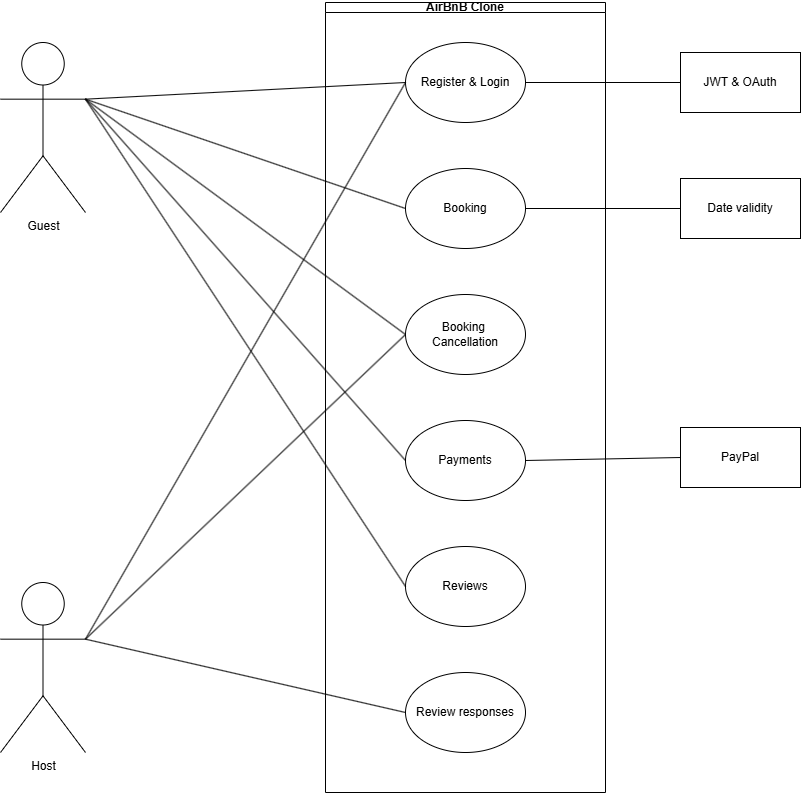 AirBnB Clone
Register & Login
JWT & OAuth
Booking
Date validity
Guest
Booking
Cancellation
Payments
PayPal
Reviews
Review responses
Host